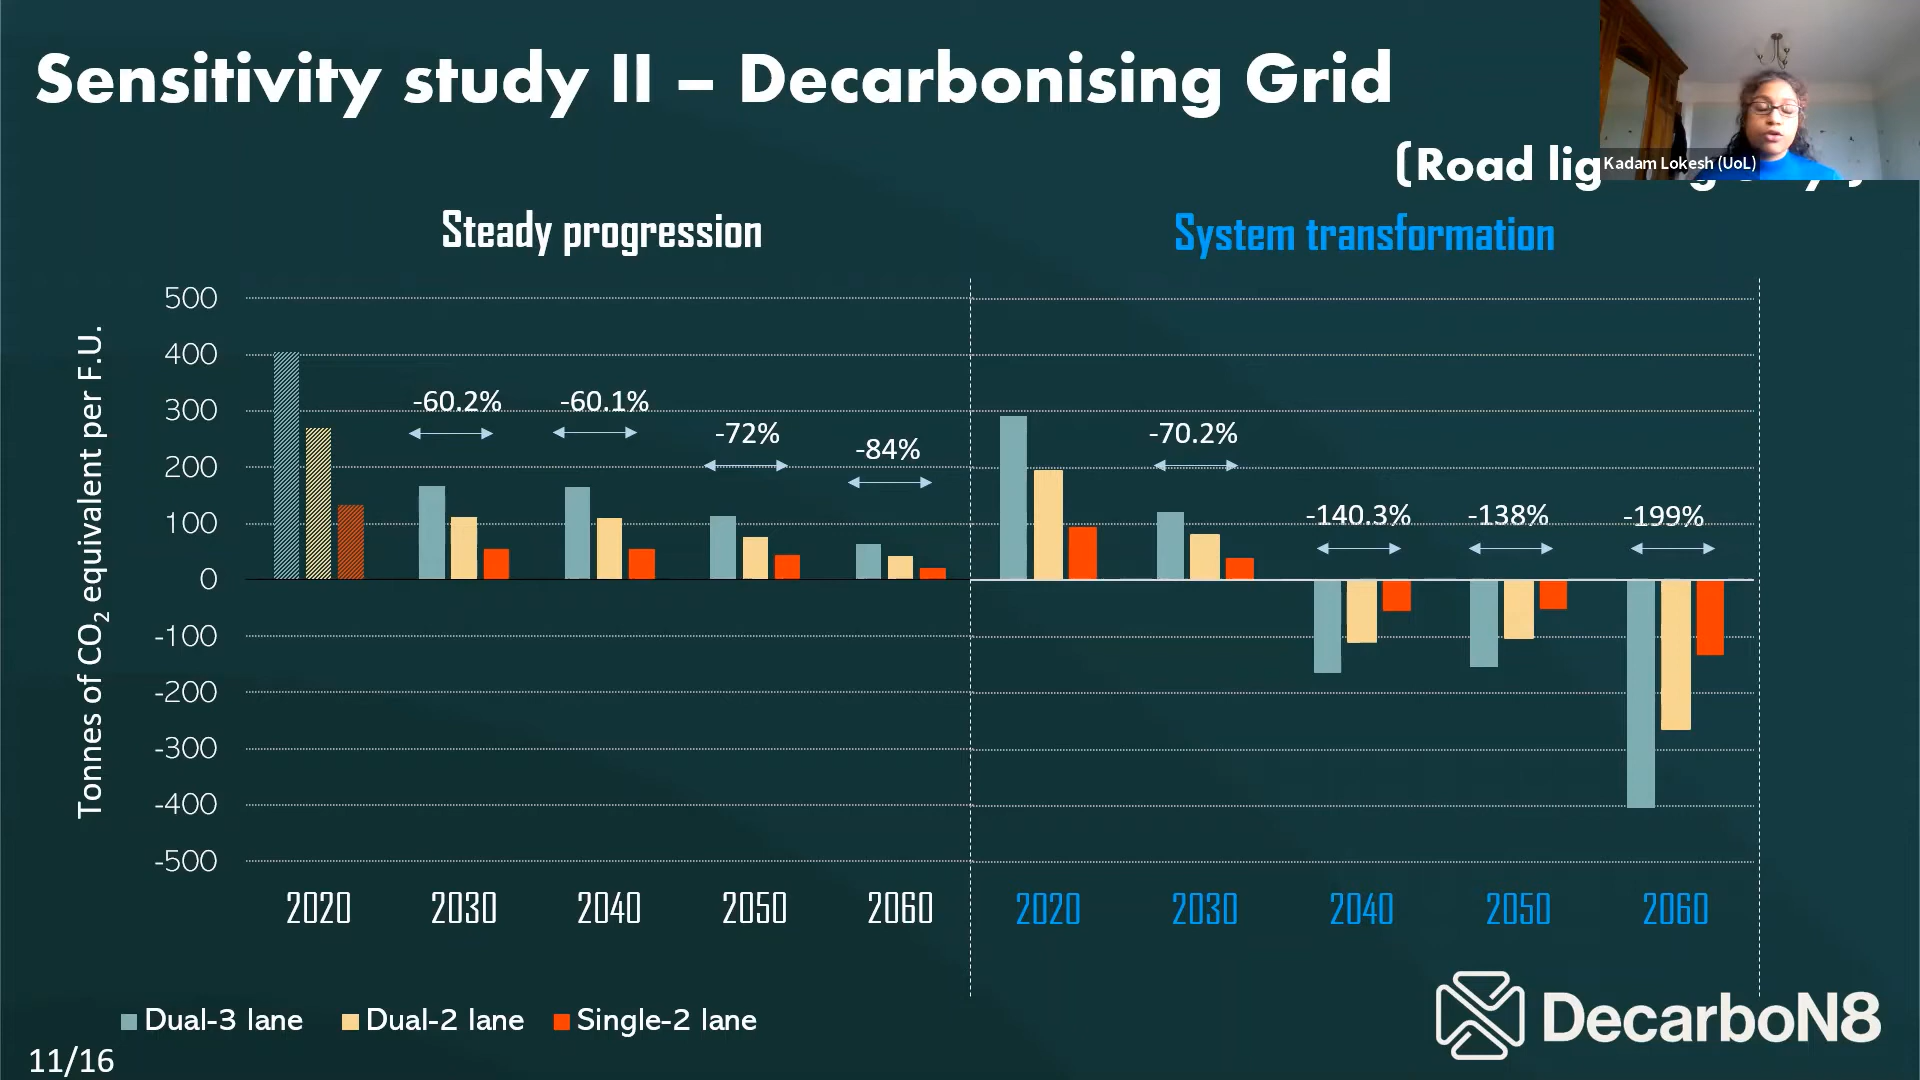 Sensitivity study II – Decarbonising Grid
(Road
Kadam Lokesh (UoL)
Steady progression
System transformation
Tonnes of CO2 equivalent per F.U.
500
400
300
200
100
0
-100
-200
-300
-400
-500
-60.2%
-60.1%
-72%
-84%
-70.2%
-140.3%
-138%
-199%
2020 2030 2040 2050 2060
2020 2030 2040 2050 2060
Dual-3 lane Dual-2 lane Single-2 lane
DecarboN8
11/16